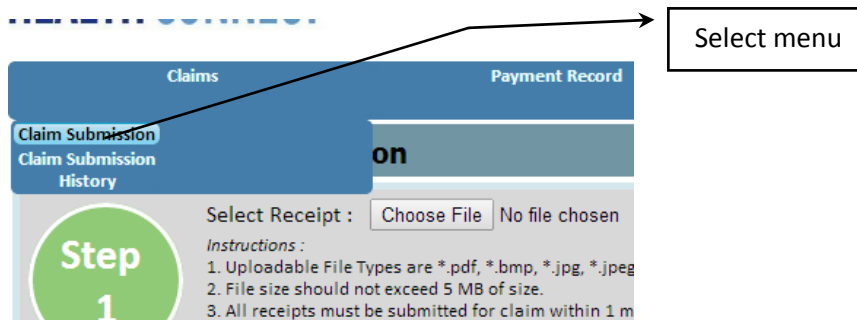 HEALTH CONNECT
Select menu
Claims Payment Record
Claim Submission
Claim Submission
History
on
Select Receipt : Choose File No file chosen
Instructions :
Step
1
1. Uploadable File Types are *.pdf, *.bmp, *.jpg, *.jpeg
2. File size should not exceed 5 MB of size.
3. All receipts must be submitted for claim within 1 m